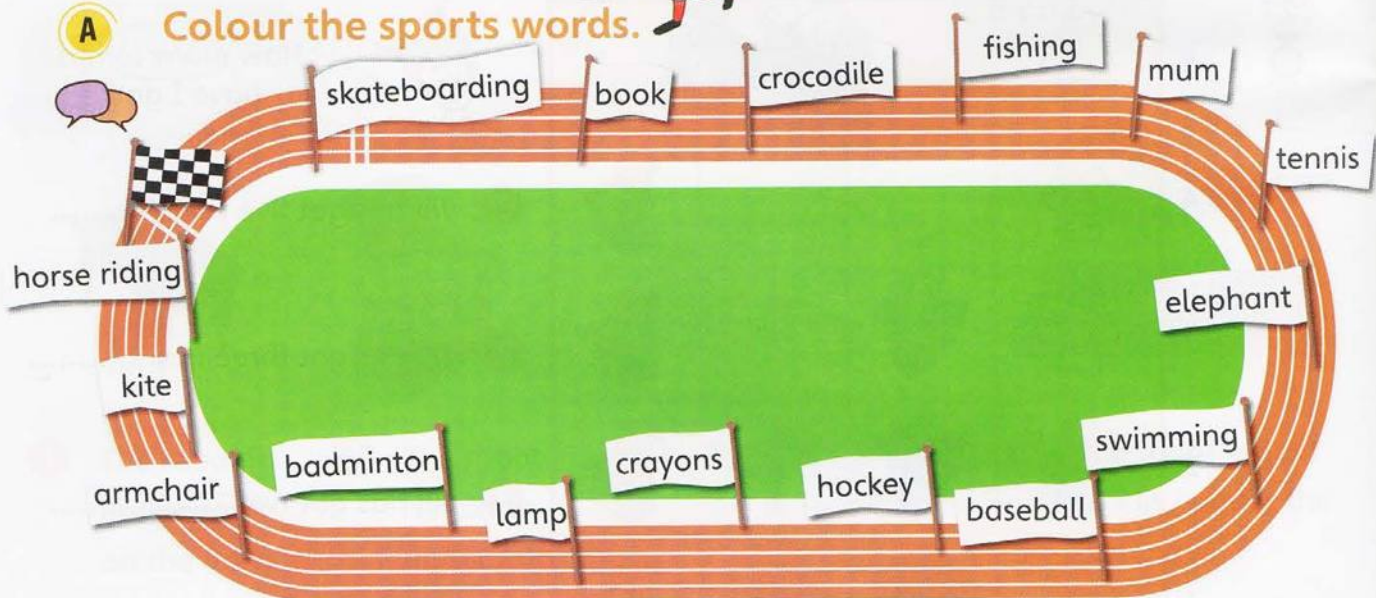 A Colour the sports words.
skateboarding
book
crocodile
fishing
mum
tennis
elephant
swimming
baseball
hockey
crayons
lamp
badminton
armchair
kite
horse riding